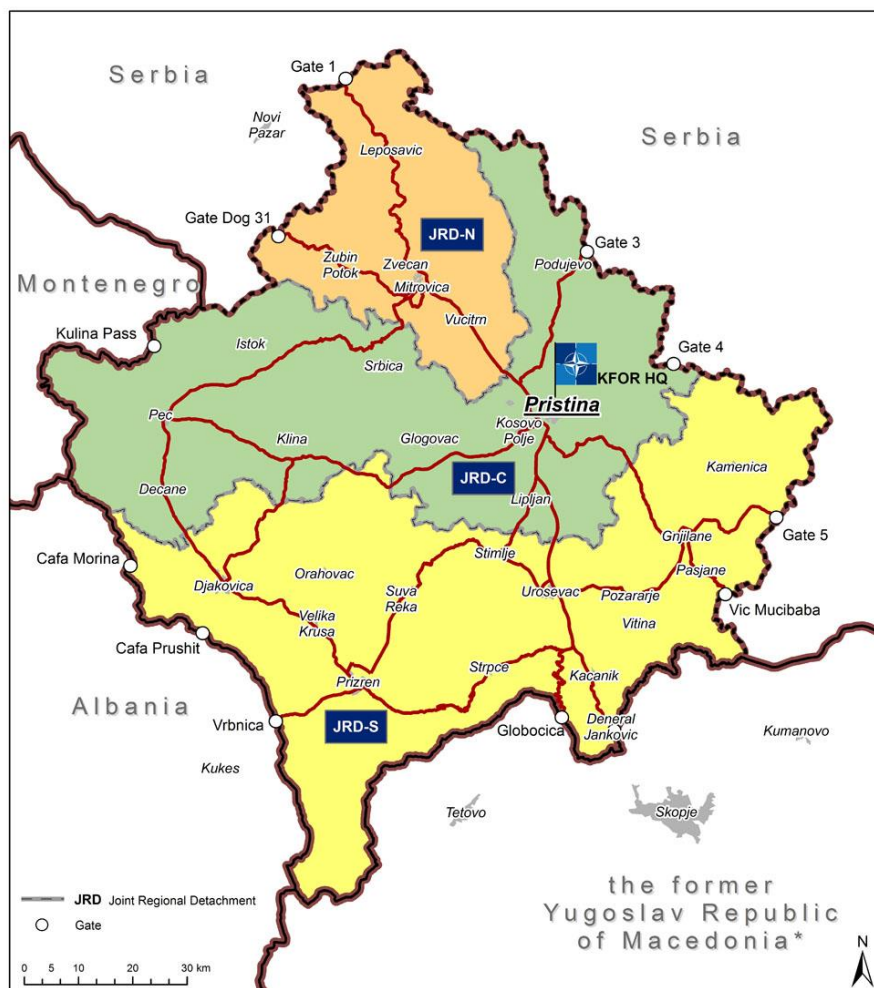 Gate 1
Serbia
Novi
Pazar
Serbia
Leposavic
Gate Dog 31
JRD-N
Gate 3
Zubin
Potok
Zvecan
Podujevo
Montenegro
Mitrovica
Kulina Pass
Istok
Vucitrn
Srbica
Gate 4
KFOR HQ
Pristina
Pec
Kosovo
Polje
Klina
Glogovac
Kamenica
JRD-C
Decane
Lipljan
Gate 5
Gnjilane
Cafa Morina
Stimlje
Pasjane
Orahovac
Djakovica
Suva
Reka
Urosevac
Pozararje
Vic Mucibaba
Velika
Krusa
Vitina
Cafa Prushit
Strpce
Kacanik
Prizren
Albania
Vrbnica
JRD-S
Globocica
Deneral
Jankovic
Kumanovo
Kukes
Tetovo
Skopje
the former
Yugoslav Republic
of Macedonia*
JRD Joint Regional Detachment
Gate
0 5 10 20 30 km
N